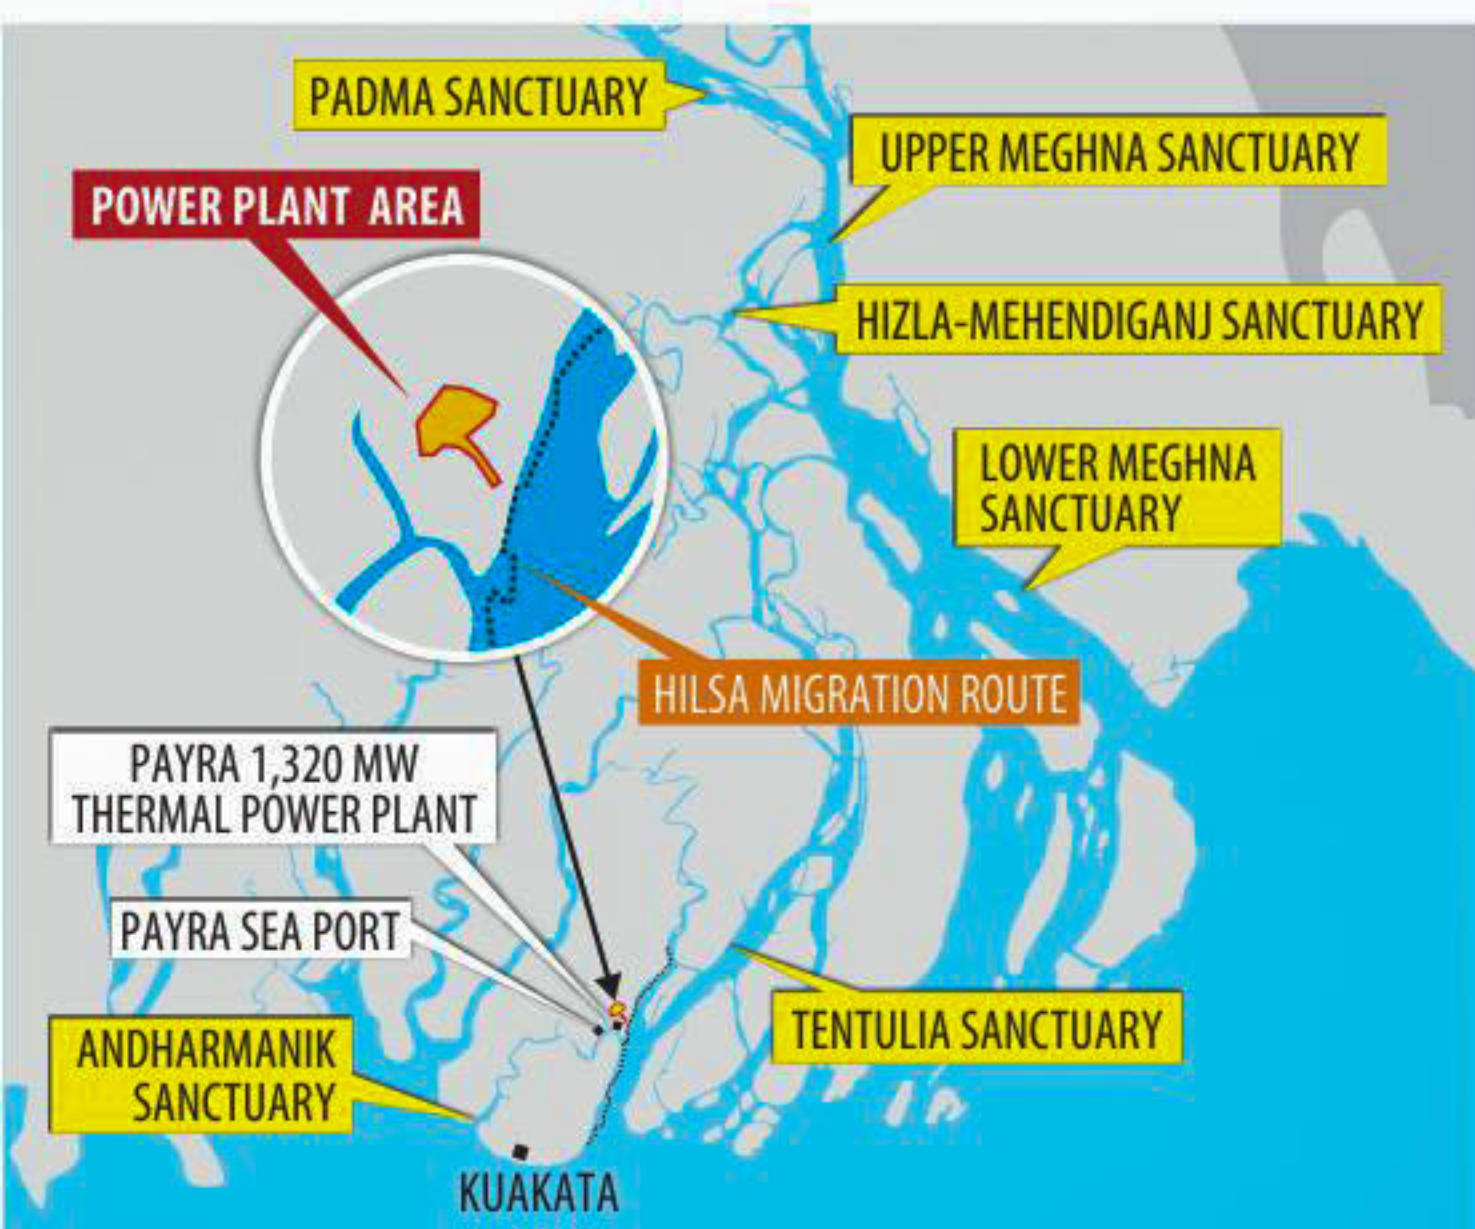 PADMA SANCTUARY
UPPER MEGHNA SANCTUARY
POWER PLANT AREA
HIZLA-MEHENDIGANJ SANCTUARY
LOWER MEGHNA
SANCTUARY
HILSA MIGRATION ROUTE
PAYRA 1,320 MW
THERMAL POWER PLANT
PAYRA SEA PORT
TENTULIA SANCTUARY
ANDHARMANIK
SANCTUARY
KUAKATA